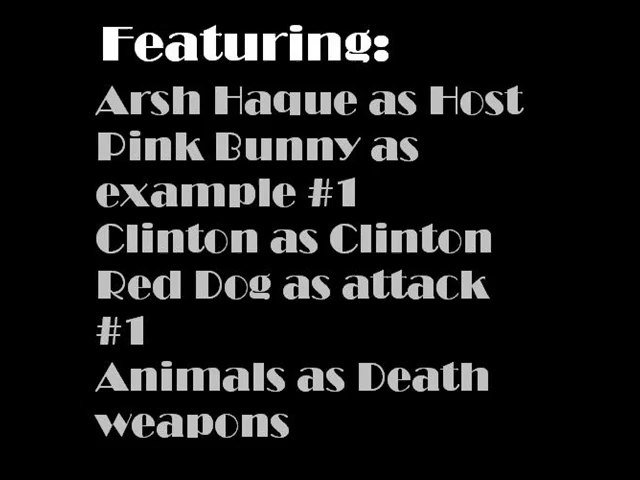 Featuring:
Arsh Haque as Host
Pink Bunny as
example #1
Clinton as Clinton
Red Dog as attack
#1
Animals as Death
weapons